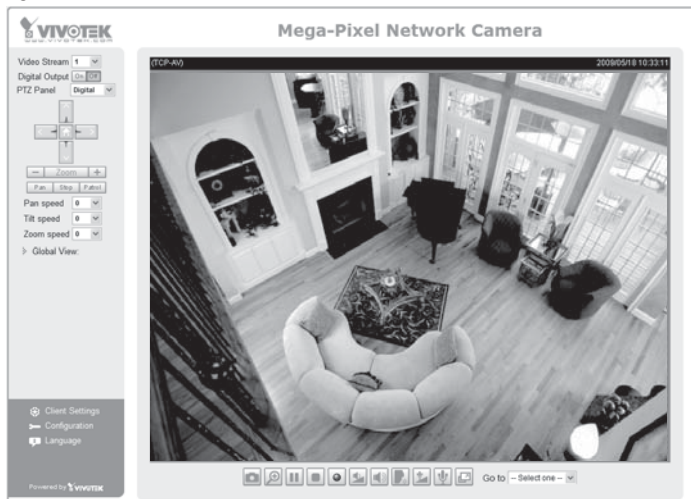 VIVOTEK
www.vivotek.com
Mega-Pixel Network Camera
Video Stream 1
Digital Output On Off
PTZ Panel Digital
Zoom
Pan Stop Patrol
Pan speed 0
Tilt speed 0
Zoom speed 0
Global View:
(TCP-AV) 2009/05/18 10:33:11
Client Settings
Configuration
Language
Powered by VIVOTEK
Go to -- Select one --